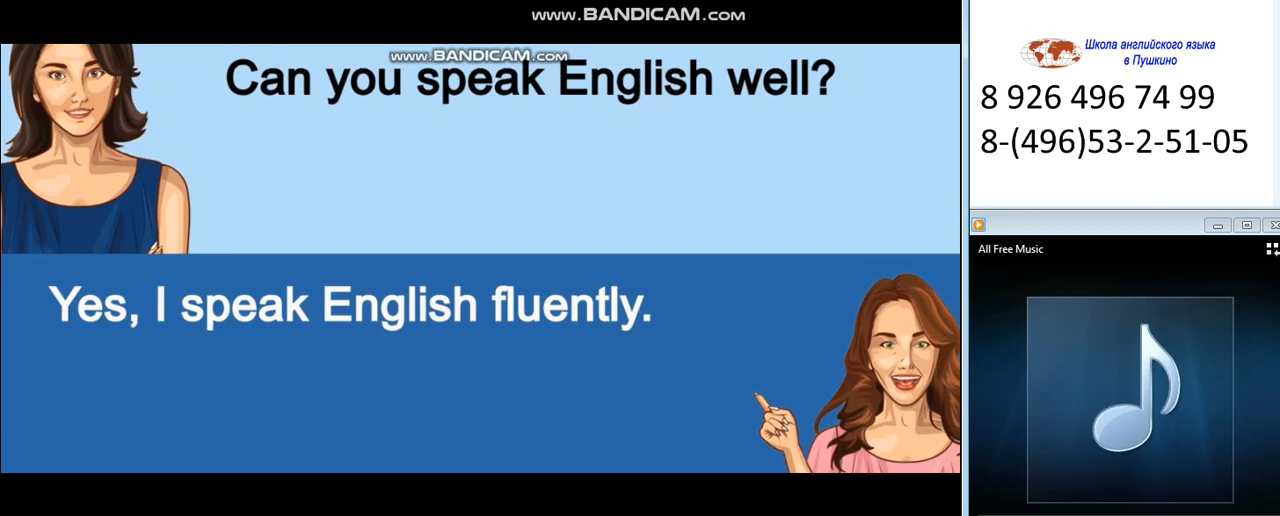 www.BANDICAM.com
www.BANDICAM.com
Can you speak English well?
Yes, I speak English fluently.
Школа английского языка
в Пушкино
8 926 496 74 99
8-(496)53-2-51-05
All Free Music